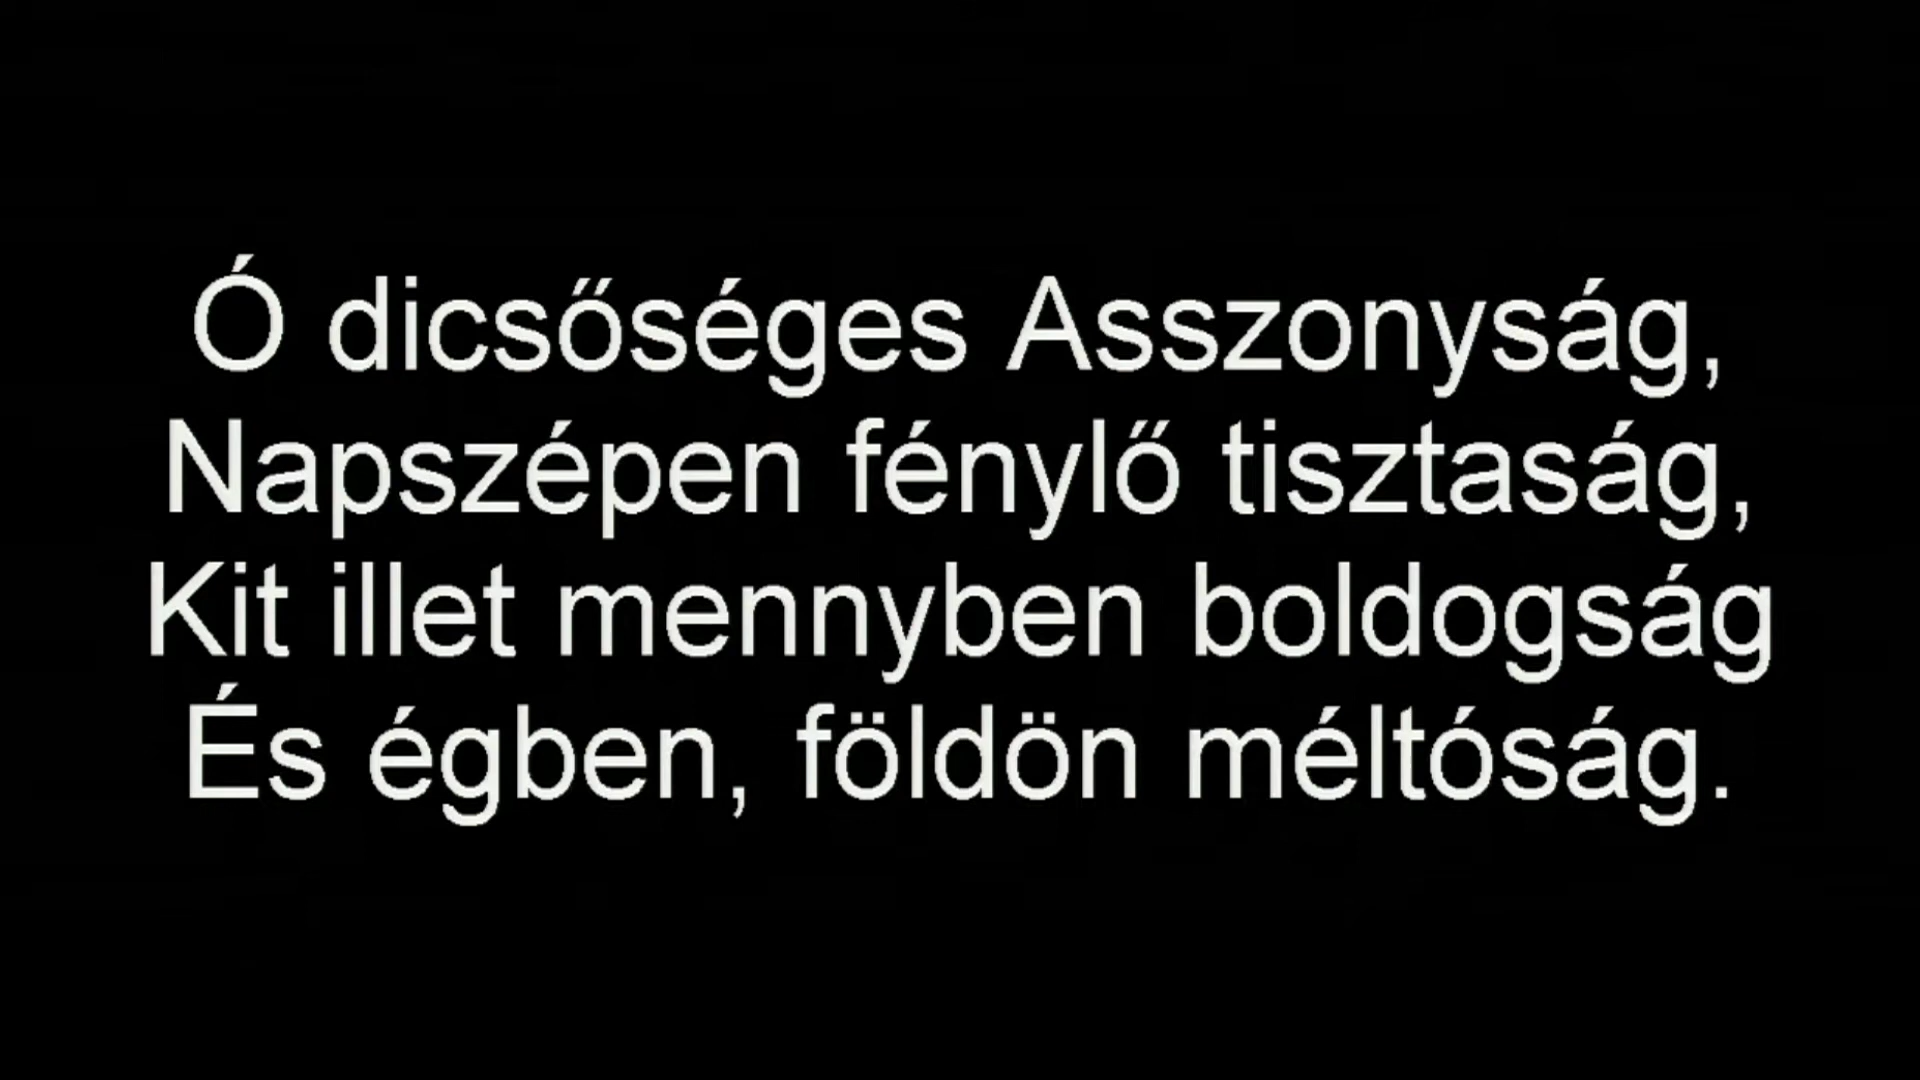 Ó dicsőséges Asszonyság,
Napszépen fénylő tisztaság,
Kit illet mennyben boldogság
És égben, földön méltóság.